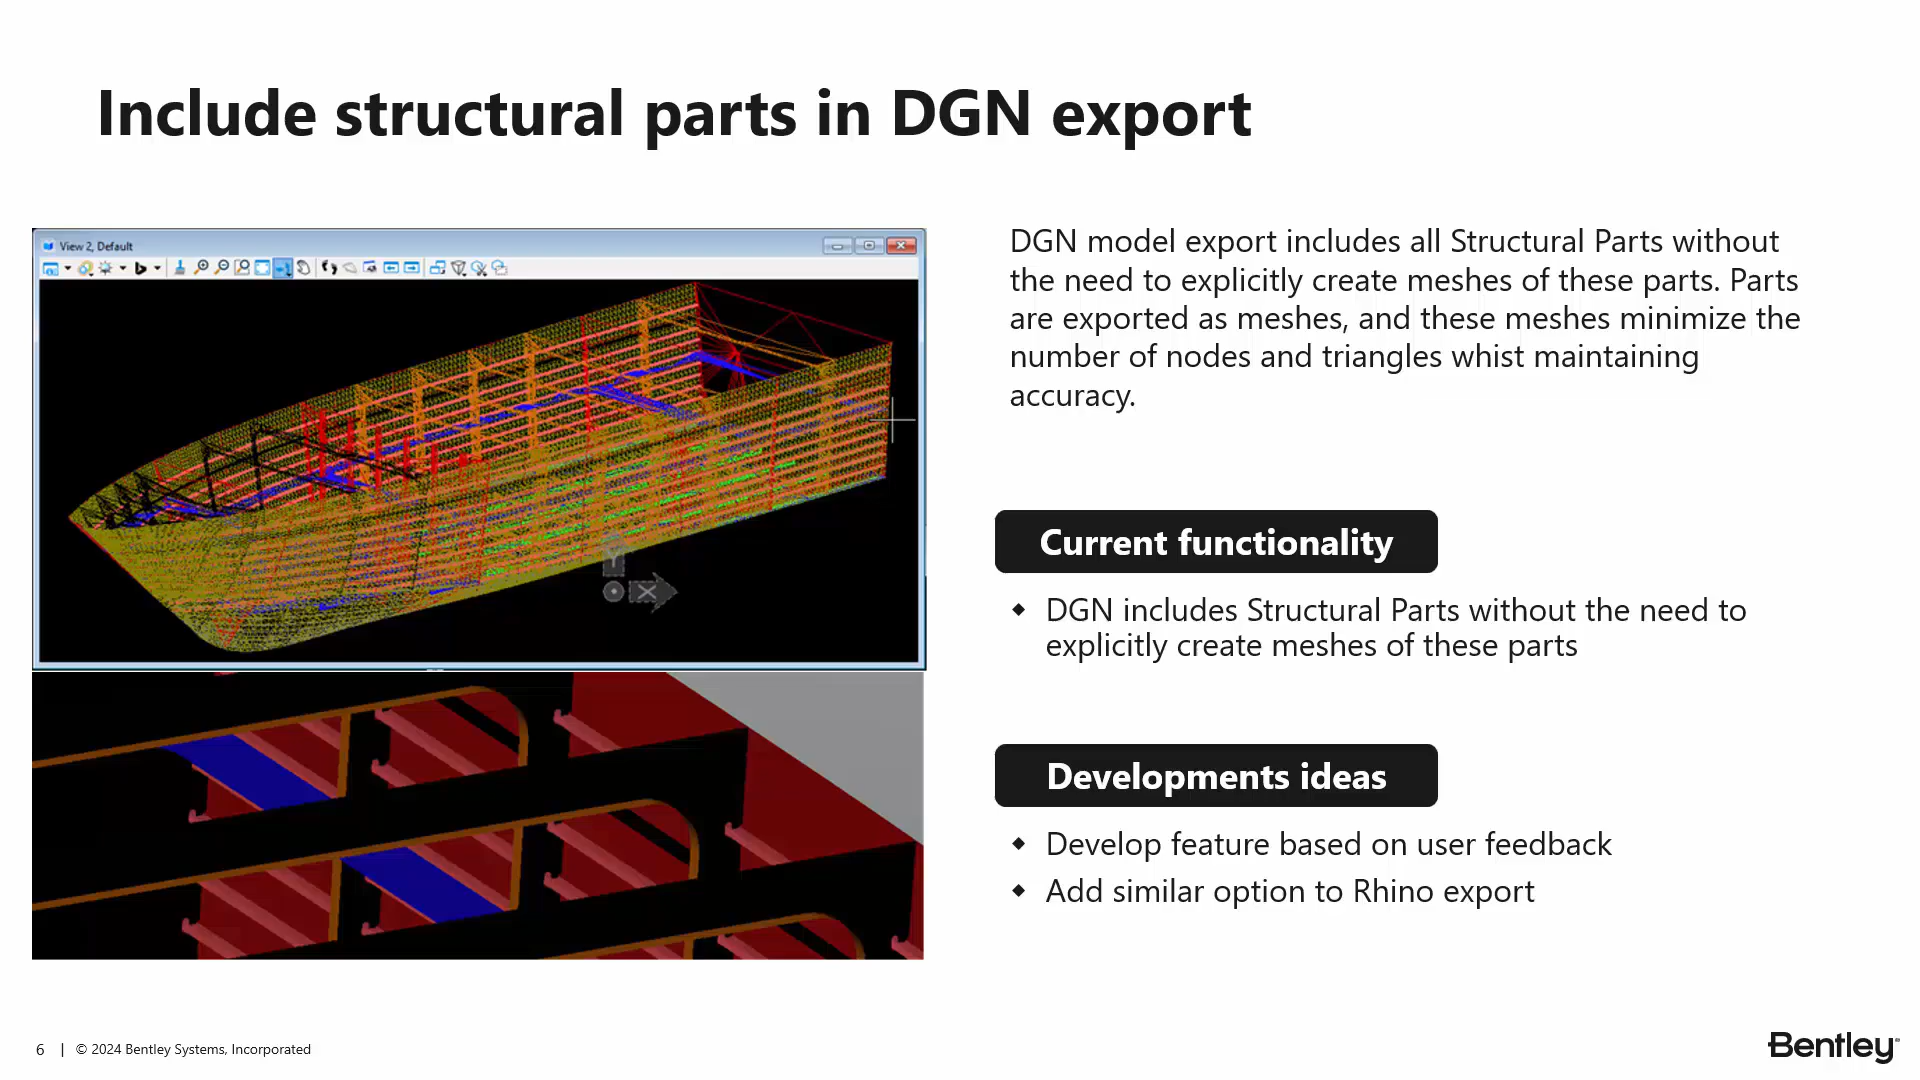 Include structural parts in DGN export
View 2, Default
DGN model export includes all Structural Parts without
the need to explicitly create meshes of these parts. Parts
are exported as meshes, and these meshes minimize the
number of nodes and triangles whist maintaining
accuracy.
Current functionality
DGN includes Structural Parts without the need to
explicitly create meshes of these parts
Developments ideas
Develop feature based on user feedback
Add similar option to Rhino export
Y
X
6 | © 2024 Bentley Systems, Incorporated
Bentley